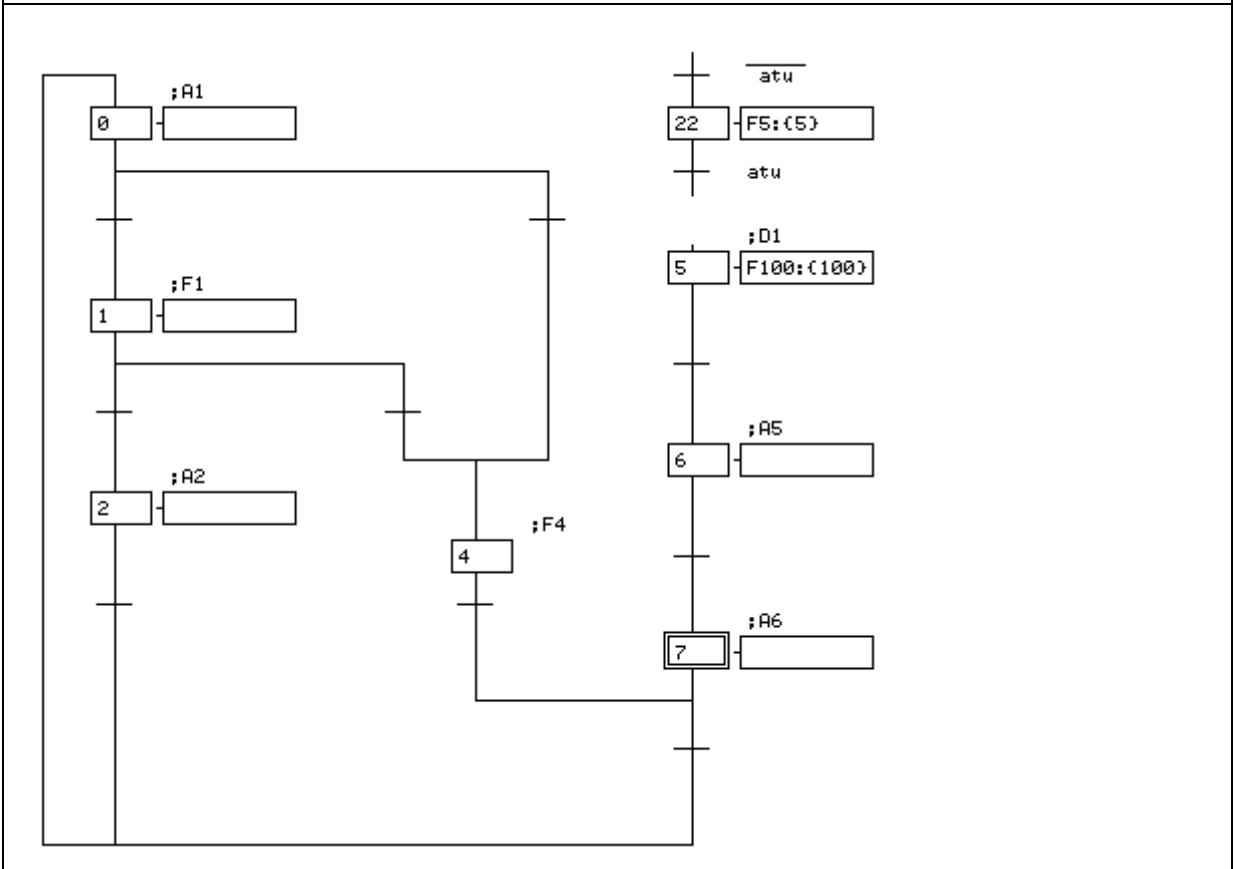 atu
;A1
0
22
F5:{5}
atu
;D1
5
F100:{100}
;F1
1
;A5
6
;A2
2
;F4
4
;A6
7